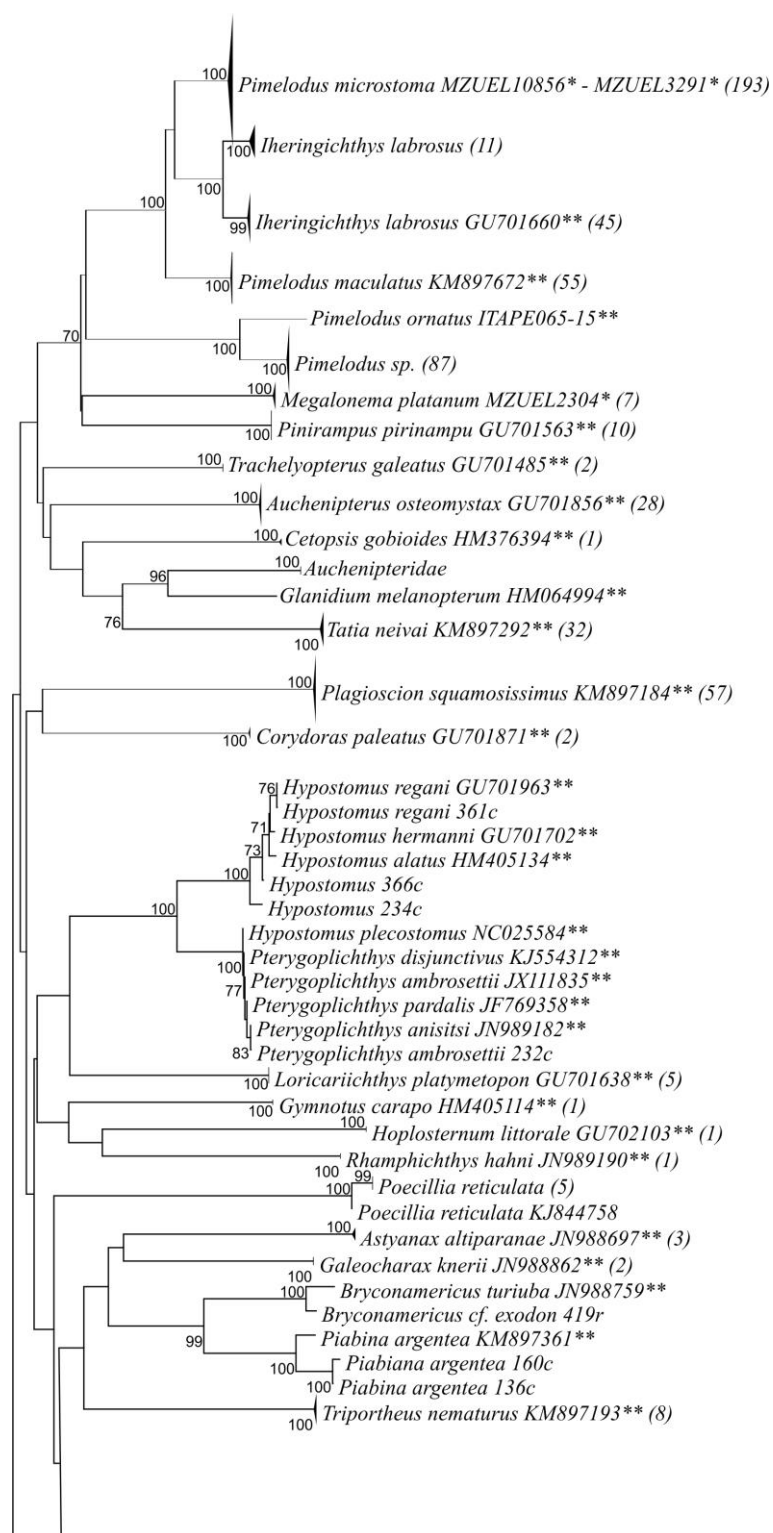 100
Pimelodus microstoma MZUEL10856* - MZUEL3291* (193)
100
Iheringichthys labrosus (11)
100
100
99
Iheringichthys labrosus GU701660** (45)
100
Pimelodus maculatus KM897672** (55)
Pimelodus ornatus ITAPE065-15**
70
100
100
Pimelodus sp. (87)
100
Megalonema platanum MZUEL2304* (7)
100
Pinirampus pirinampu GU701563** (10)
100
Trachelyopterus galeatus GU701485** (2)
100
Auchenipterus osteomystax GU701856** (28)
100
Cetopsis gobioides HM376394** (1)
100
Auchenipteridae
96
Glanidium melanopterum HM064994**
76
100
Tatia neivai KM897292** (32)
100
Plagioscion squamosissimus KM897184** (57)
100
Corydoras paleatus GU701871** (2)
76
Hypostomus regani GU701963**
Hypostomus regani 361c
71
Hypostomus hermanni GU701702**
73
Hypostomus alatus HM405134**
100
Hypostomus 366c
100
Hypostomus 234c
Hypostomus plecostomus NC025584**
100
Pterygoplichthys disjunctivus KJ554312**
77
Pterygoplichthys ambrosettii JX111835**
Pterygoplichthys pardalis JF769358**
Pterygoplichthys anisitsi JN989182**
83
Pterygoplichthys ambrosettii 232c
100
Loricariichthys platymetopon GU701638** (5)
100
Gymnotus carapo HM405114** (1)
100
Hoplosternum littorale GU702103** (1)
100
Rhamphichthys hahni JN989190** (1)
99
100
Poecillia reticulata (5)
Poecillia reticulata KJ844758
100
Astyanax altiparanae JN988697** (3)
Galeocharax knerii JN988862** (2)
100
100
Bryconamericus turiuba JN988759**
Bryconamericus cf. exodon 419r
99
Piabina argentea KM897361**
100
Piabiana argentea 160c
100
Piabina argentea 136c
100
Triportheus nematurus KM897193** (8)